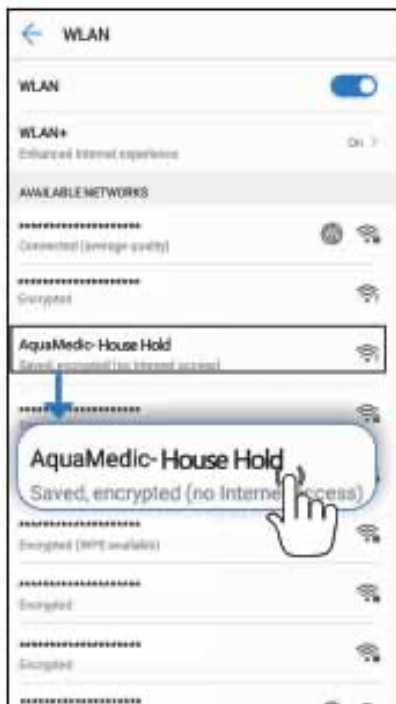 WLAN
WLAN
WLAN+
Enhanced Internet experience
On >
AVAILABLE NETWORKS
********************
Connected (average quality)
********************
Encrypted
AquaMedic- House Hold
Saved, encrypted (no Internet access)
********************
AquaMedic- House Hold
Saved, encrypted (no Internet access)
********************
Encrypted (WPS available)
********************
Encrypted
********************
Encrypted
********************